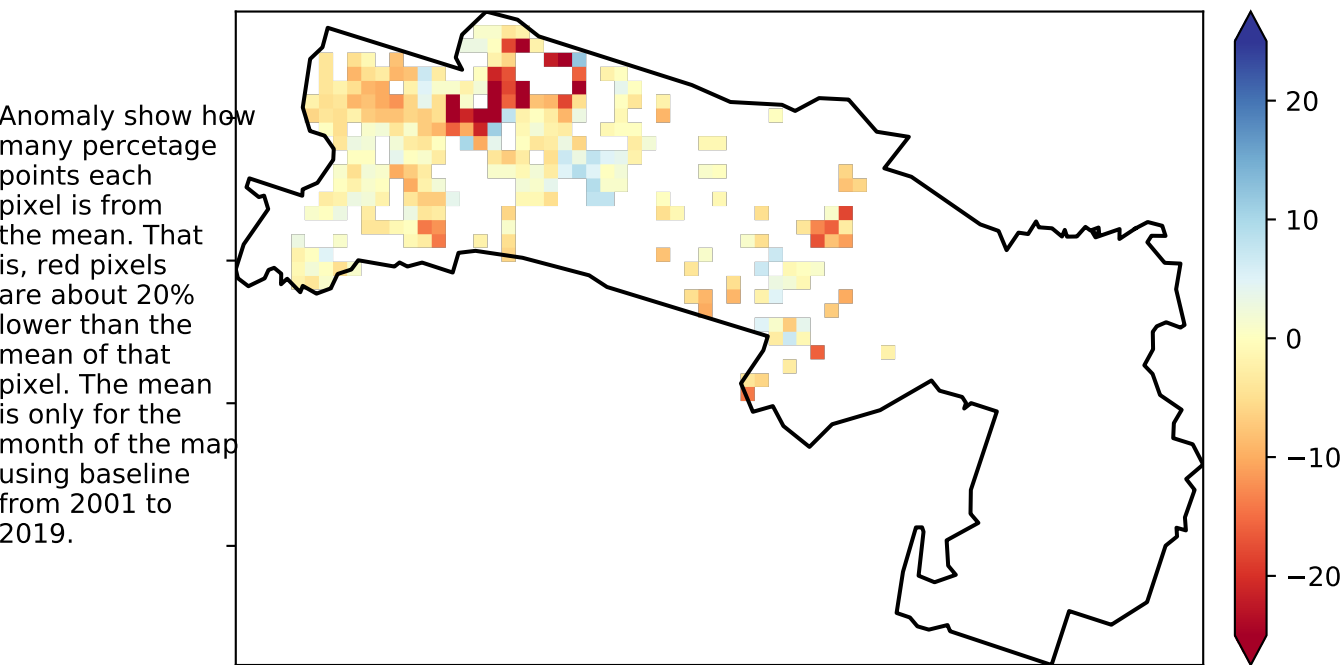 Anomaly show how
many percetage
points each
pixel is from
the mean. That
is, red pixels
are about 20%
lower than the
mean of that
pixel. The mean
is only for the
month of the map
using baseline
from 2001 to
2019.
20
10
0
−10
−20